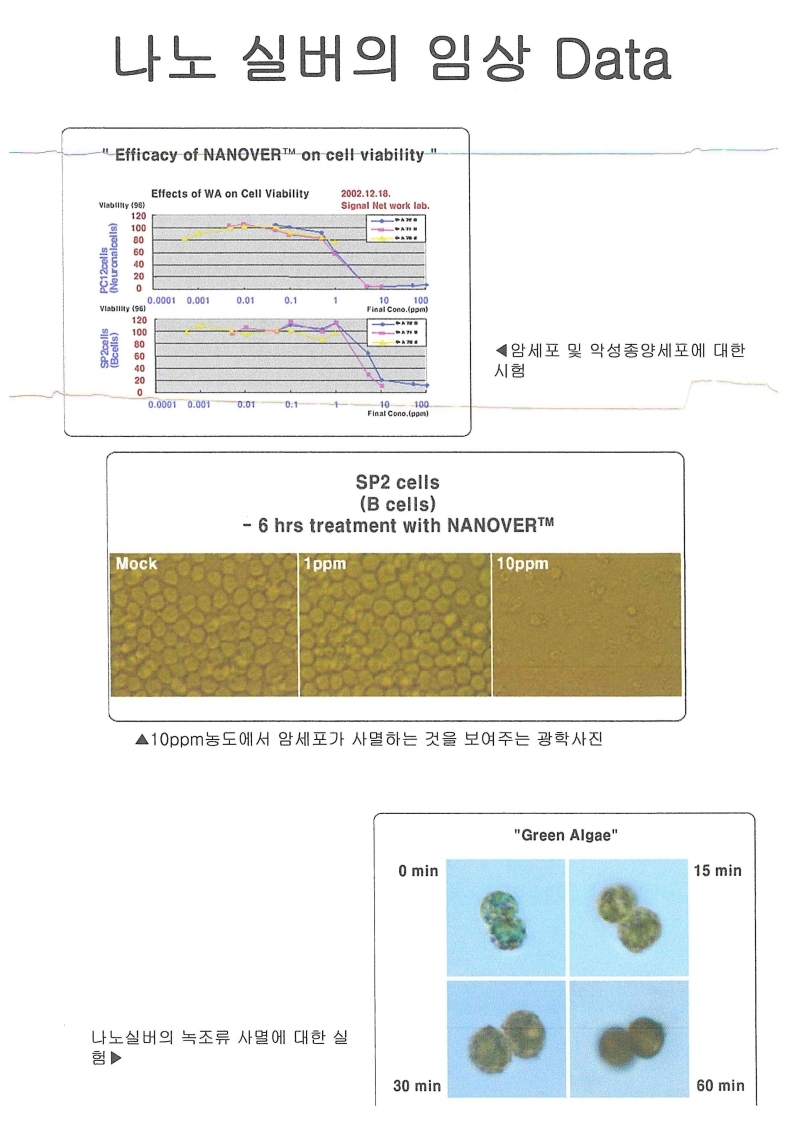 나노 실버의 임상 Data
" Efficacy of NANOVER™ on cell viability "
Effects of WA on Cell Viability
2002.12.18.
Signal Net work lab.
Viability (96)
120
100
80
60
40
20
0
PC12cells
(Neuronalcells)
0.0001 0.001 0.01 0.1 1 10 100
Final Cono.(ppm)
Viability (96)
120
100
80
60
40
20
0
SP2cells
(Bcells)
0.0001 0.001 0.01 0:1 1 10 100
Final Cono.(ppm)
◀암세포 및 악성종양세포에 대한
시험
SP2 cells
(B cells)
- 6 hrs treatment with NANOVER™
Mock 1ppm 10ppm
▲10ppm농도에서 암세포가 사멸하는 것을 보여주는 광학사진
"Green Algae"
0 min 15 min
나노실버의 녹조류 사멸에 대한 실
험▶
30 min 60 min